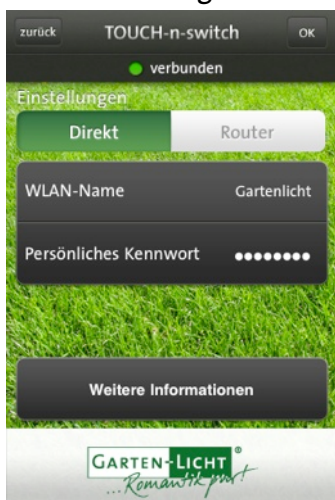 zurück TOUCH-n-switch OK
verbunden
Einstellungen
Direkt Router
WLAN-Name Gartenlicht
Persönliches Kennwort ●●●●●●●●
Weitere Informationen
GARTEN-LICHT®
...Romantik pur!